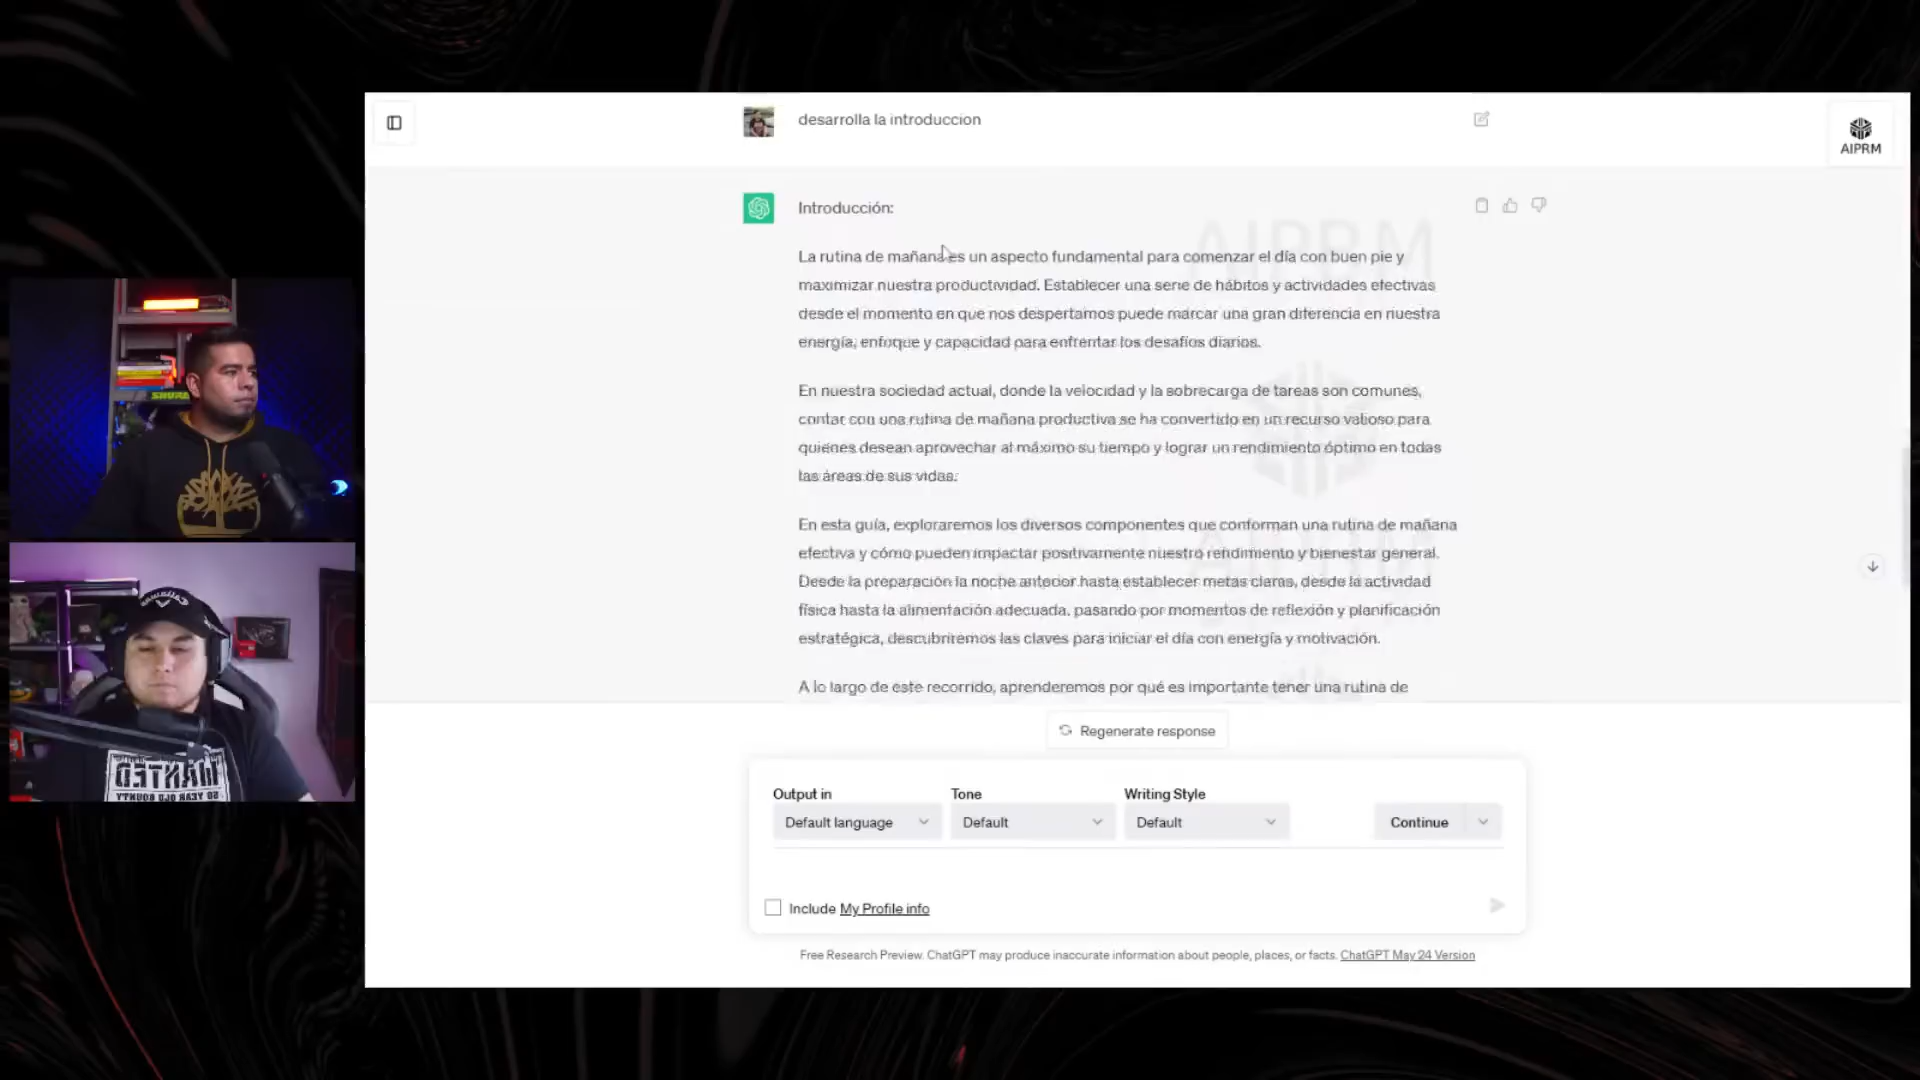 desarrolla la introduccion
AIPRM
Introducción:
La rutina de mañana es un aspecto fundamental para comenzar el día con buen pie y
maximizar nuestra productividad. Establecer una serie de hábitos y actividades efectivas
desde el momento en que nos despertamos puede marcar una gran diferencia en nuestra
energía, enfoque y capacidad para enfrentar los desafíos diarios.
En nuestra sociedad actual, donde la velocidad y la sobrecarga de tareas son comunes,
contar con una rutina de mañana productiva se ha convertido en un recurso valioso para
quienes desean aprovechar al máximo su tiempo y lograr un rendimiento óptimo en todas
las áreas de sus vidas.
En esta guía, exploraremos los diversos componentes que conforman una rutina de mañana
efectiva y cómo pueden impactar positivamente nuestro rendimiento y bienestar general.
Desde la preparación la noche anterior hasta establecer metas claras, desde la actividad
física hasta la alimentación adecuada, pasando por momentos de reflexión y planificación
estratégica, descubriremos las claves para iniciar el día con energía y motivación.
A lo largo de este recorrido, aprenderemos por qué es importante tener una rutina de
Regenerate response
Output in
Tone
Writing Style
Default language
Default
Default
Continue
Include My Profile info
Free Research Preview. ChatGPT may produce inaccurate information about people, places, or facts. ChatGPT May 24 Version
AIPRM
SHURE
Callaway
WANTED
50 YEAR OLD BOUNTY